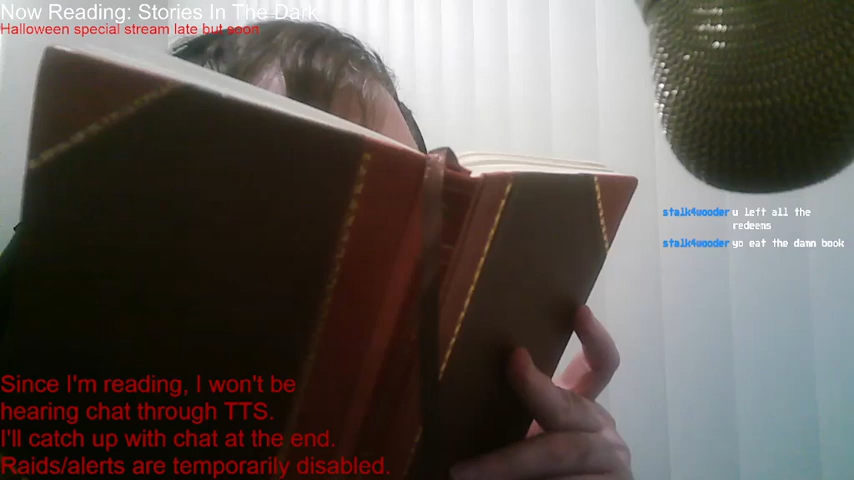 Now Reading: Stories In The Dark
Halloween special stream late but soon
stalk4wooder u left all the
redeems
stalk4wooder yo eat the damn book
Since I'm reading, I won't be
hearing chat through TTS.
I'll catch up with chat at the end.
Raids/alerts are temporarily disabled.